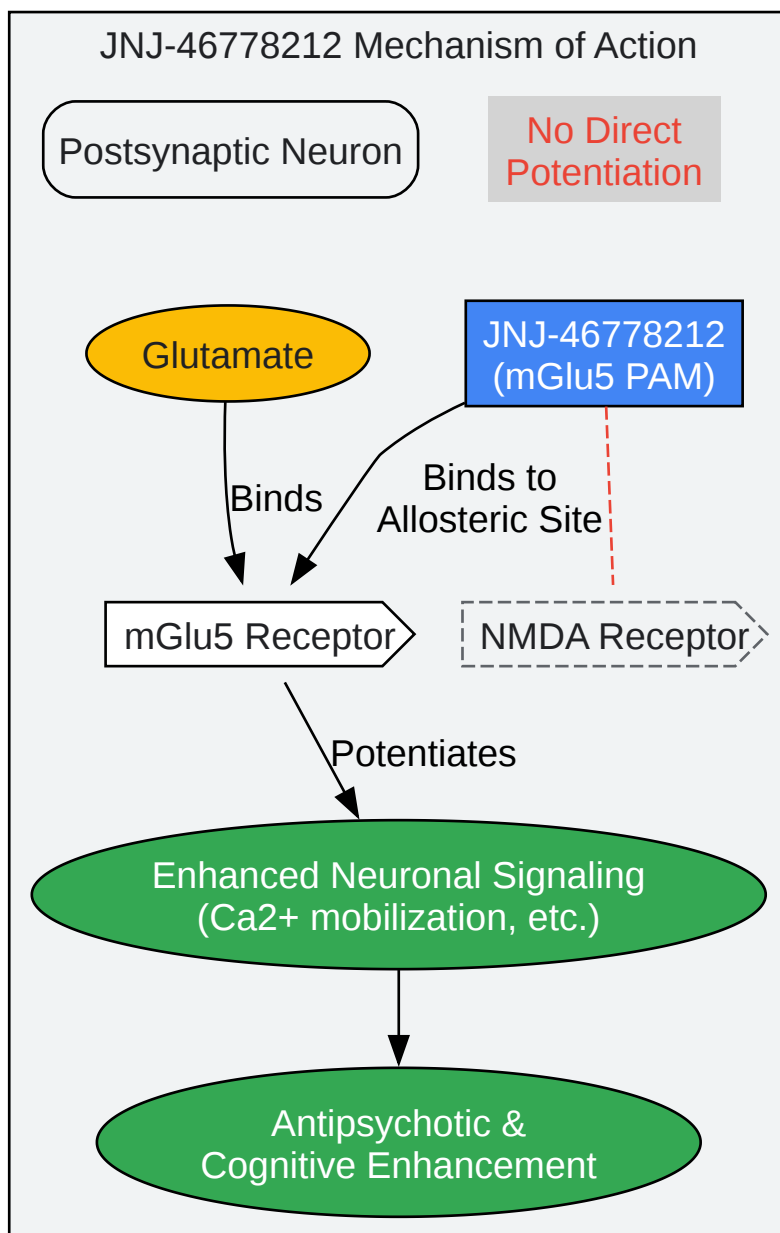 JNJ-46778212 Mechanism of Action
Postsynaptic Neuron
No Direct
Potentiation
Glutamate
JNJ-46778212
(mGlu5 PAM)
Binds
Binds to
Allosteric Site
mGlu5 Receptor
NMDA Receptor
Potentiates
Enhanced Neuronal Signaling
(Ca2+ mobilization, etc.)
Antipsychotic &
Cognitive Enhancement